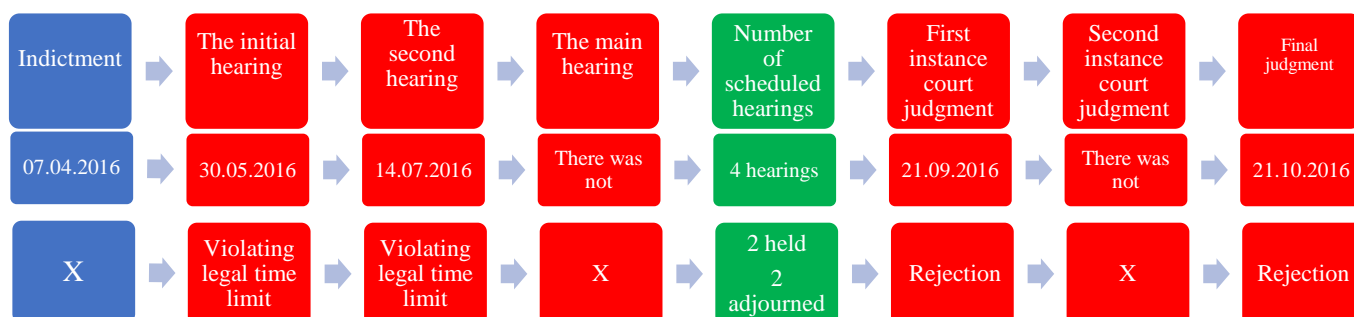 Indictment
The initial
hearing
The
second
hearing
The main
hearing
Number
of
scheduled
hearings
First
instance
court
judgment
Second
instance
court
judgment
Final
judgment
07.04.2016
30.05.2016
14.07.2016
There was
not
4 hearings
21.09.2016
There was
not
21.10.2016
X
Violating
legal time
limit
Violating
legal time
limit
X
2 held
2
adjourned
Rejection
X
Rejection